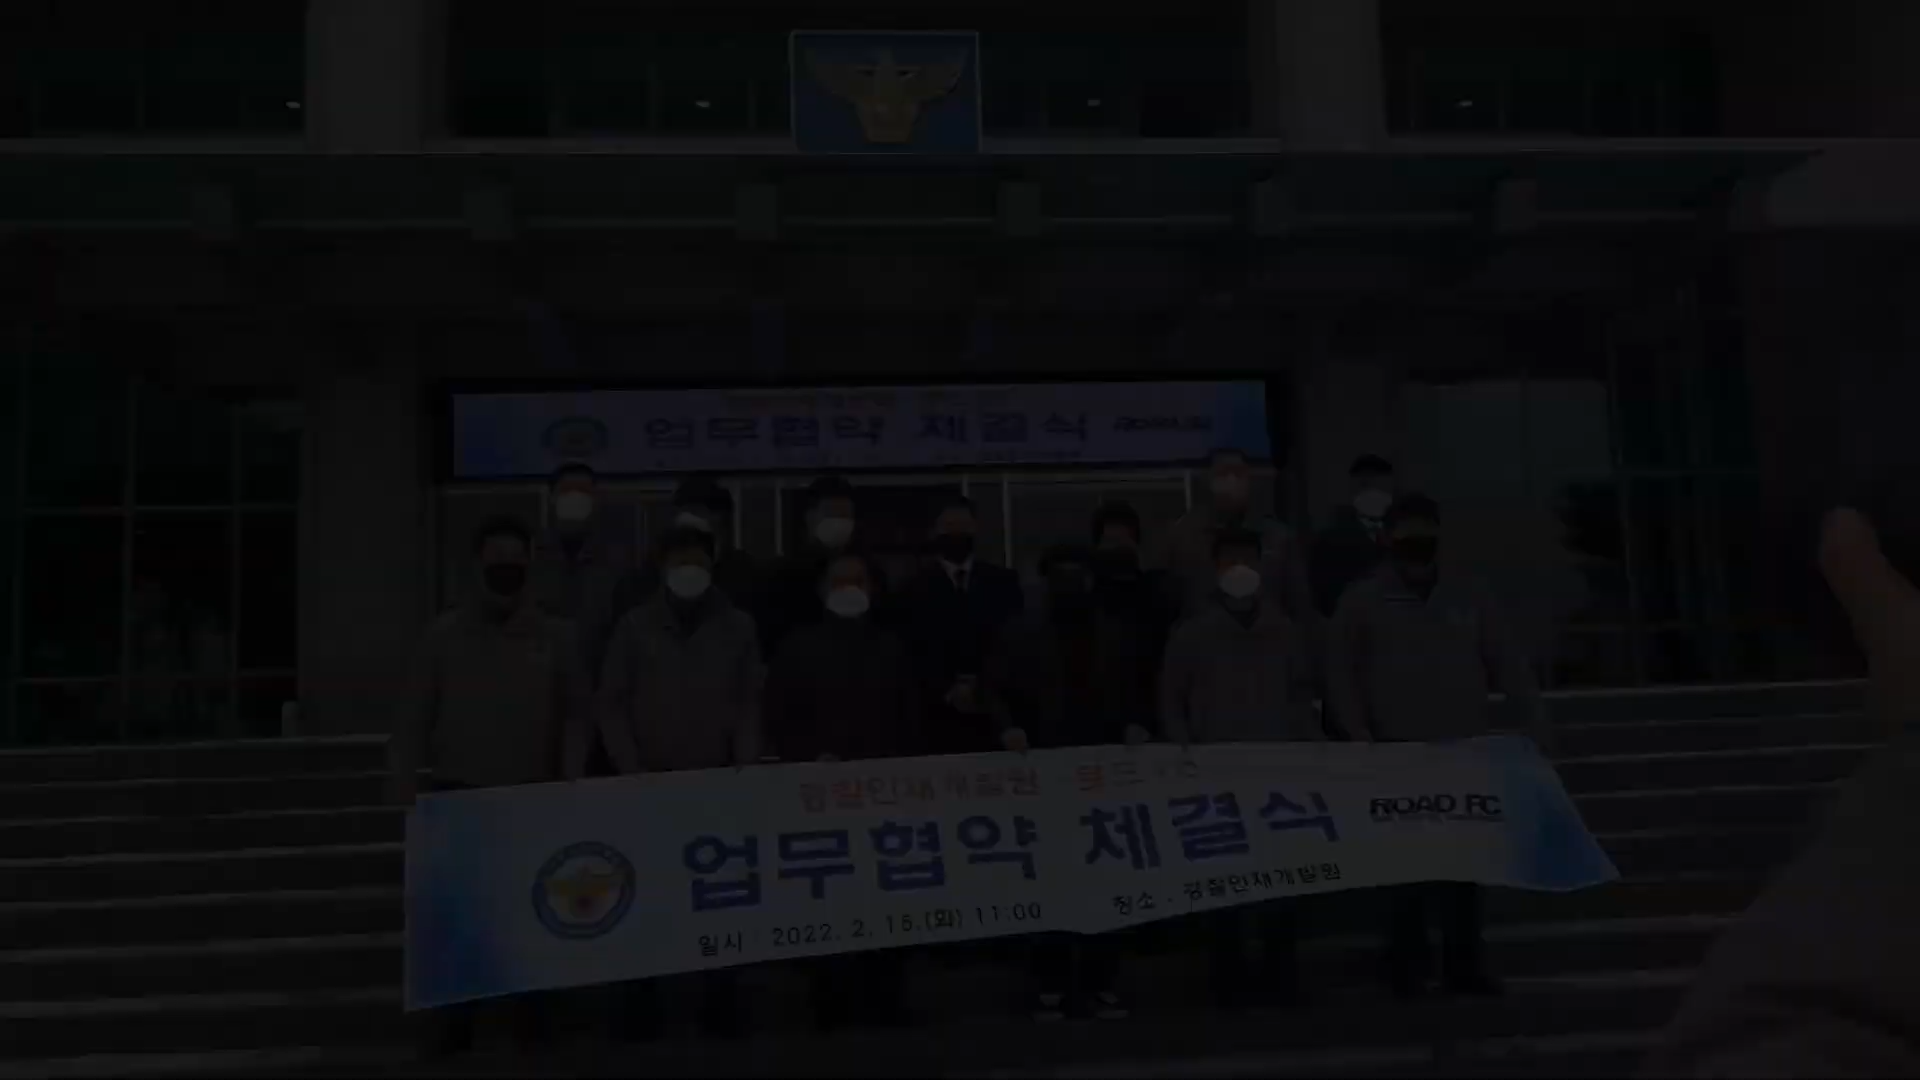 업무협약 체결식
경찰인재개발원 · 로드FC
업무협약 체결식
ROAD FC
일시 : 2022. 2. 15.(화) 11:00
장소 : 경찰인재개발원